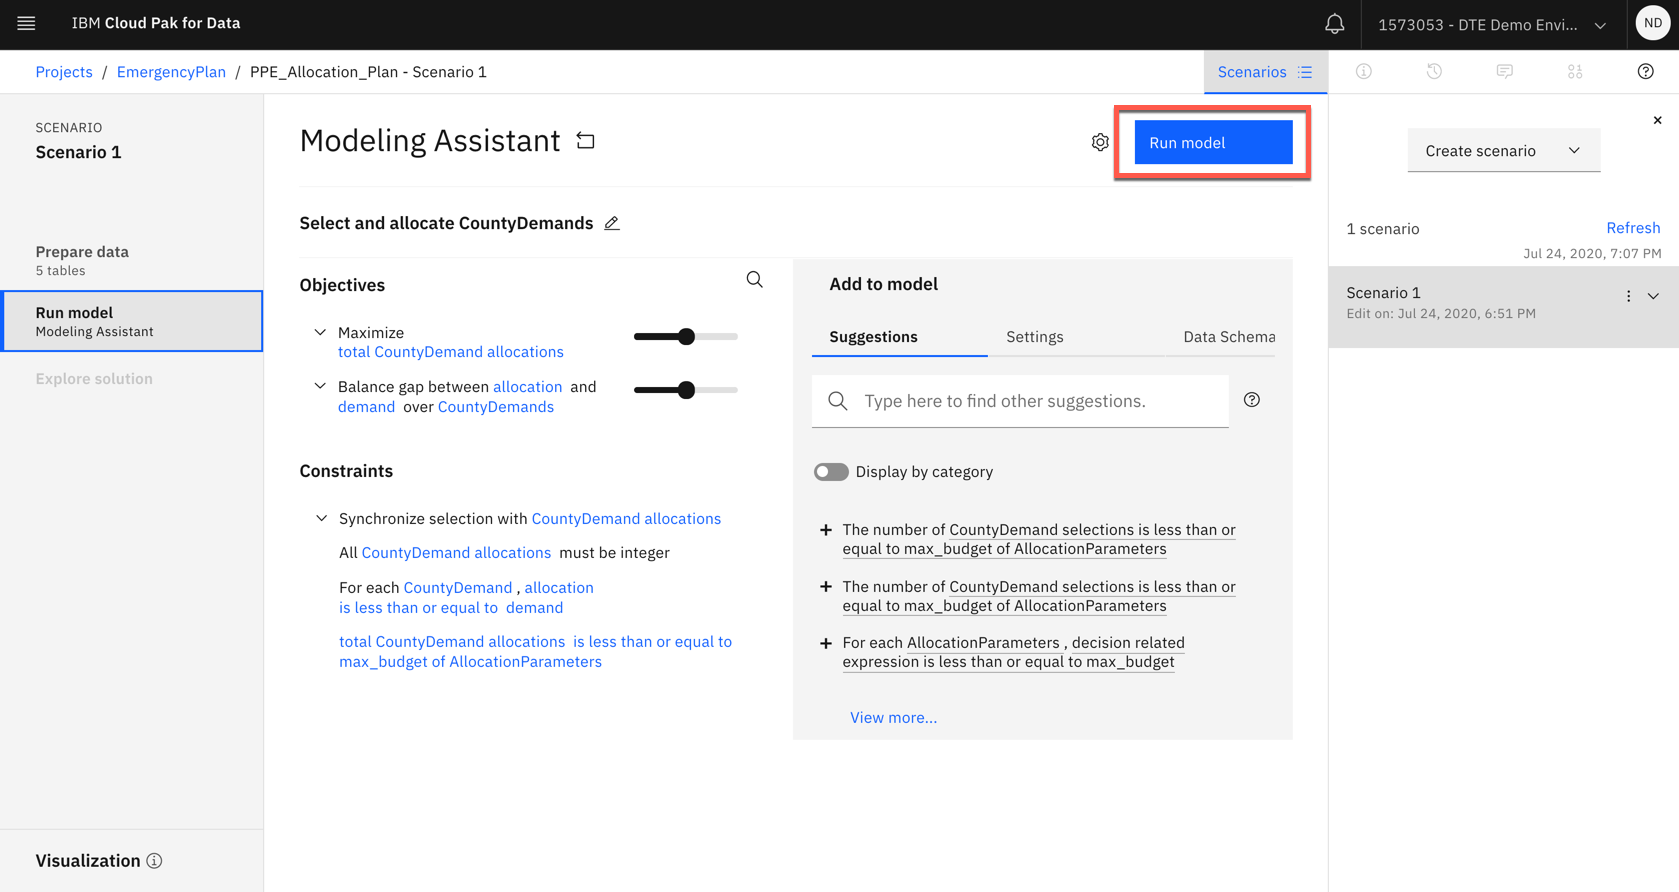 IBM Cloud Pak for Data
1573053 - DTE Demo Envi...
ND
Projects / EmergencyPlan / PPE_Allocation_Plan - Scenario 1
Scenarios
SCENARIO
Scenario 1
Prepare data
5 tables
Run model
Modeling Assistant
Explore solution
Visualization
Modeling Assistant
Run model
Select and allocate CountyDemands
Objectives
Maximize
total CountyDemand allocations
Balance gap between allocation and
demand over CountyDemands
Constraints
Synchronize selection with CountyDemand allocations
All CountyDemand allocations must be integer
For each CountyDemand , allocation
is less than or equal to demand
total CountyDemand allocations is less than or equal to
max_budget of AllocationParameters
Add to model
Suggestions
Settings
Data Schema
Type here to find other suggestions.
Display by category
+ The number of CountyDemand selections is less than or
equal to max_budget of AllocationParameters
+ The number of CountyDemand selections is less than or
equal to max_budget of AllocationParameters
+ For each AllocationParameters , decision related
expression is less than or equal to max_budget
View more...
Create scenario
1 scenario
Refresh
Jul 24, 2020, 7:07 PM
Scenario 1
Edit on: Jul 24, 2020, 6:51 PM